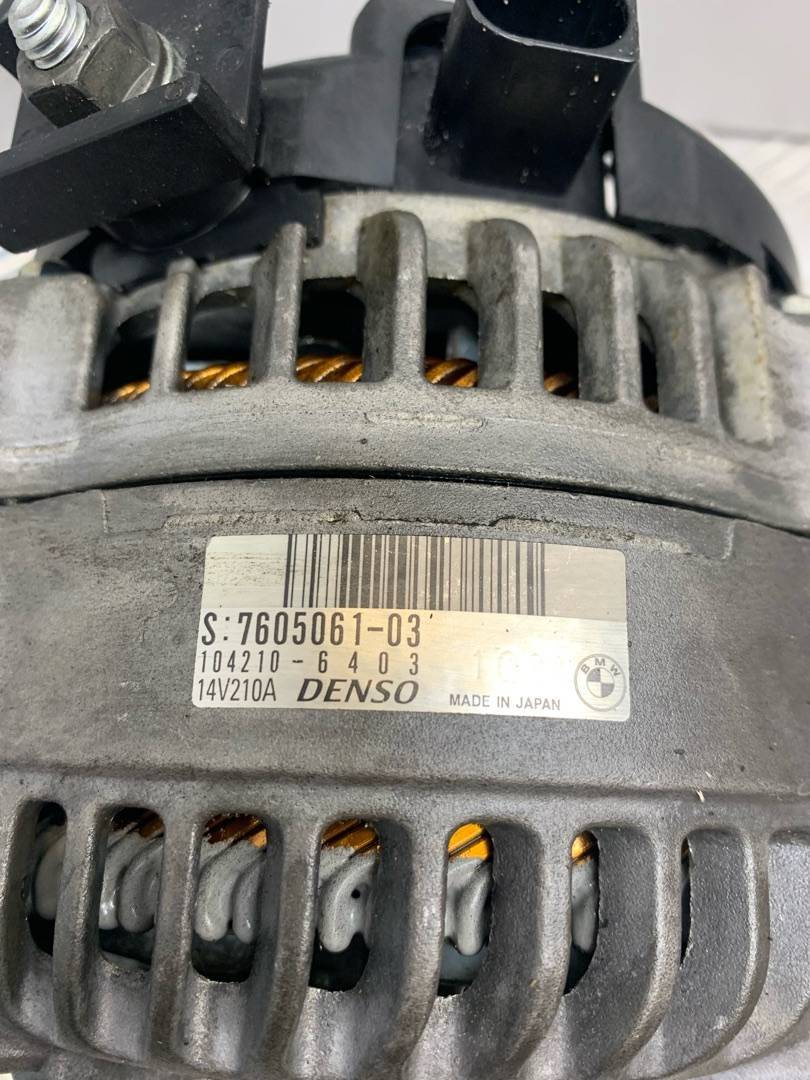 S:7605061-03
104210-6403
14V210A DENSO MADE IN JAPAN
BMW